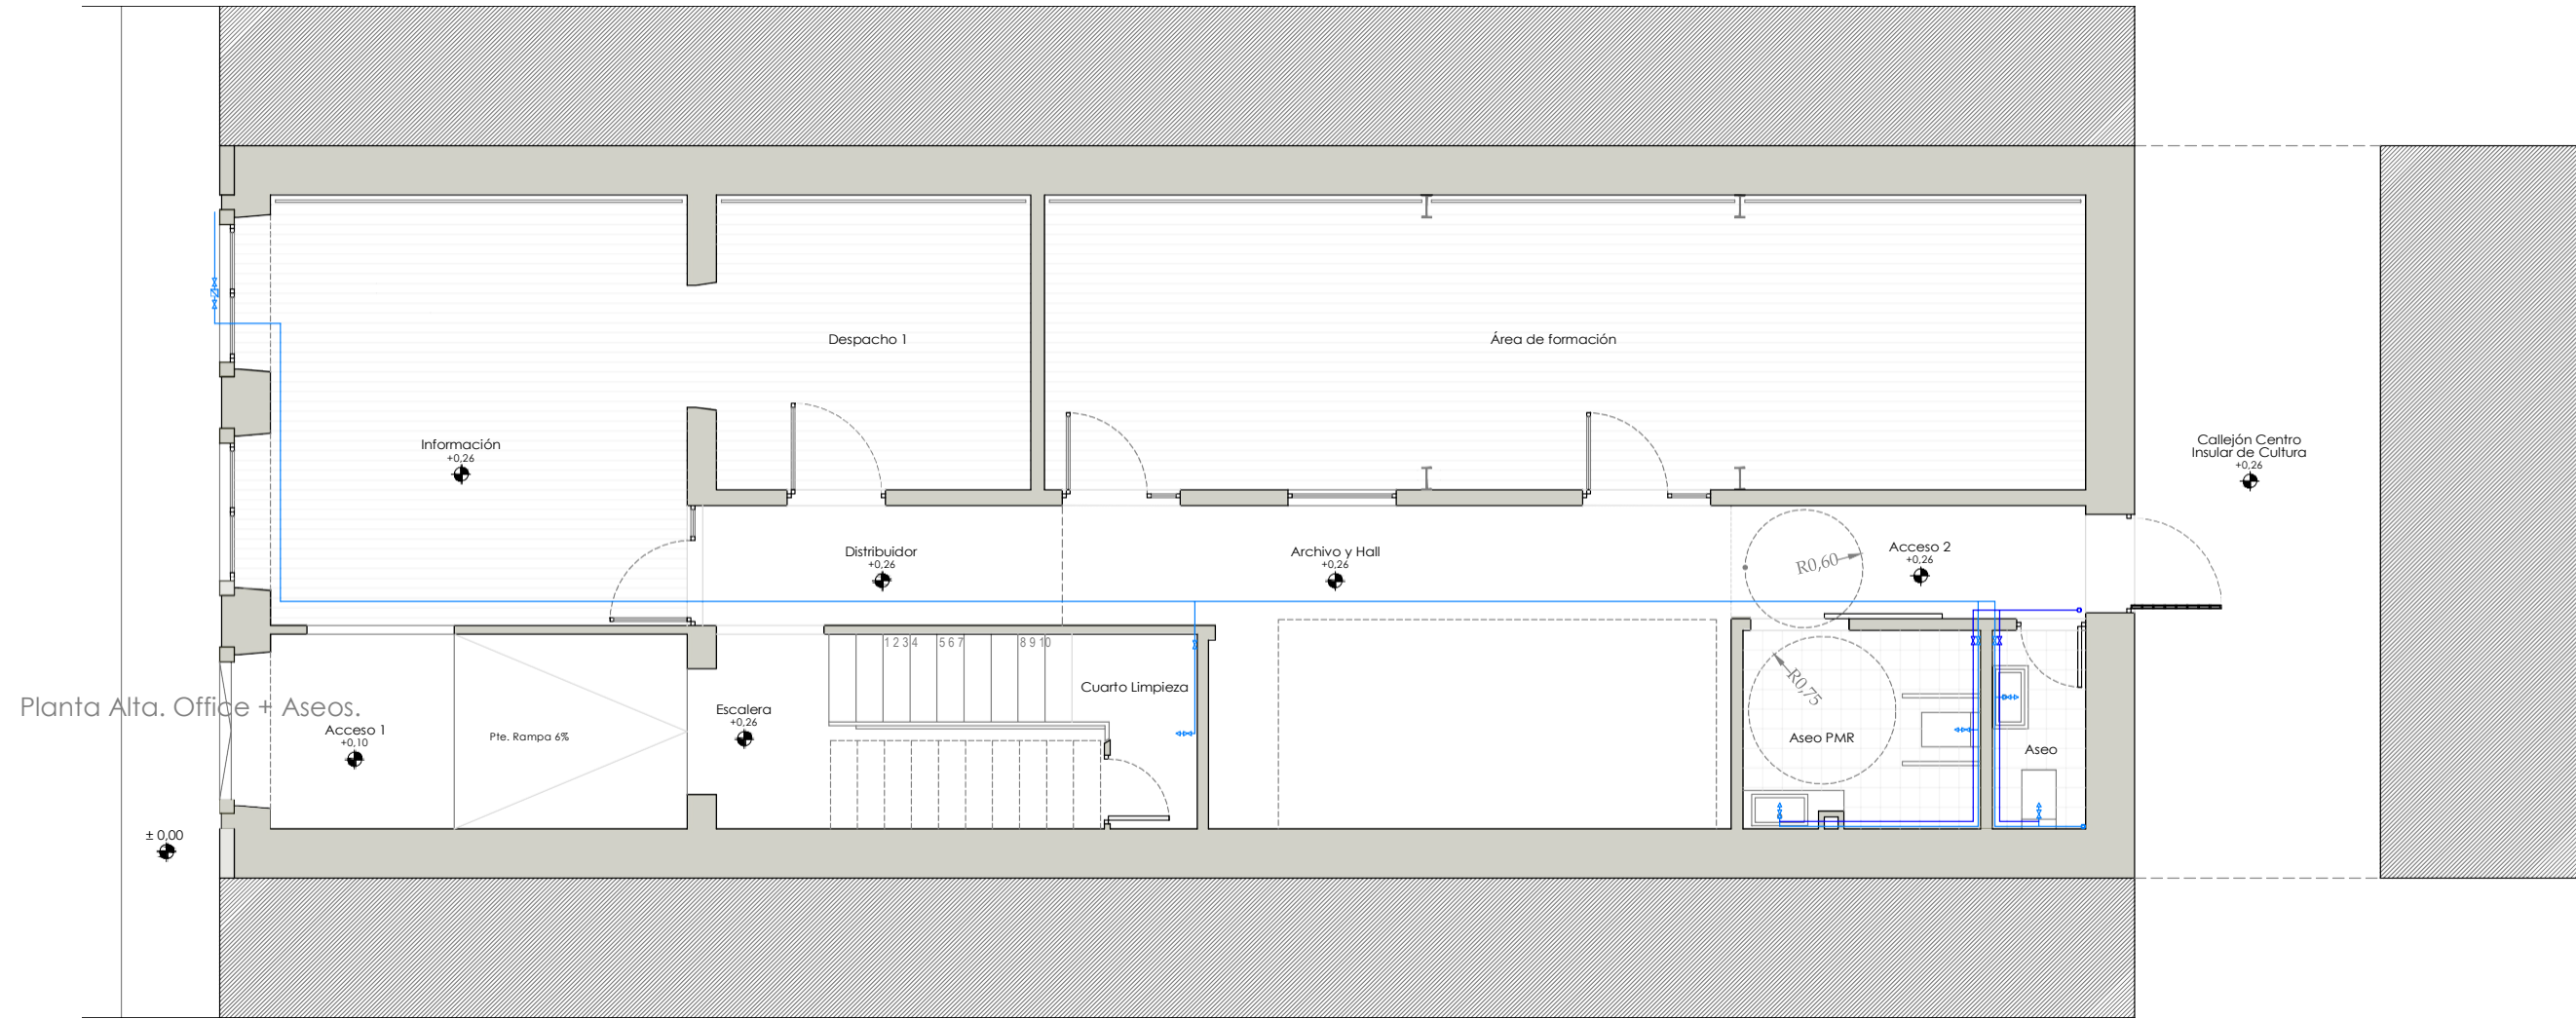 Despacho 1
Área de formación
Información
+0,26
Callejón Centro
Insular de Cultura
+0,26
Distribuidor
+0,26
Archivo y Hall
+0,26
R0,60
Acceso 2
+0,26
1 2 3 4 5 6 7 8 9 10
Cuarto Limpieza
R0,75
Planta Alta. Office + Aseos.
Acceso 1
+0,10
Pte. Rampa 6%
Escalera
+0,26
Aseo PMR
Aseo
± 0,00